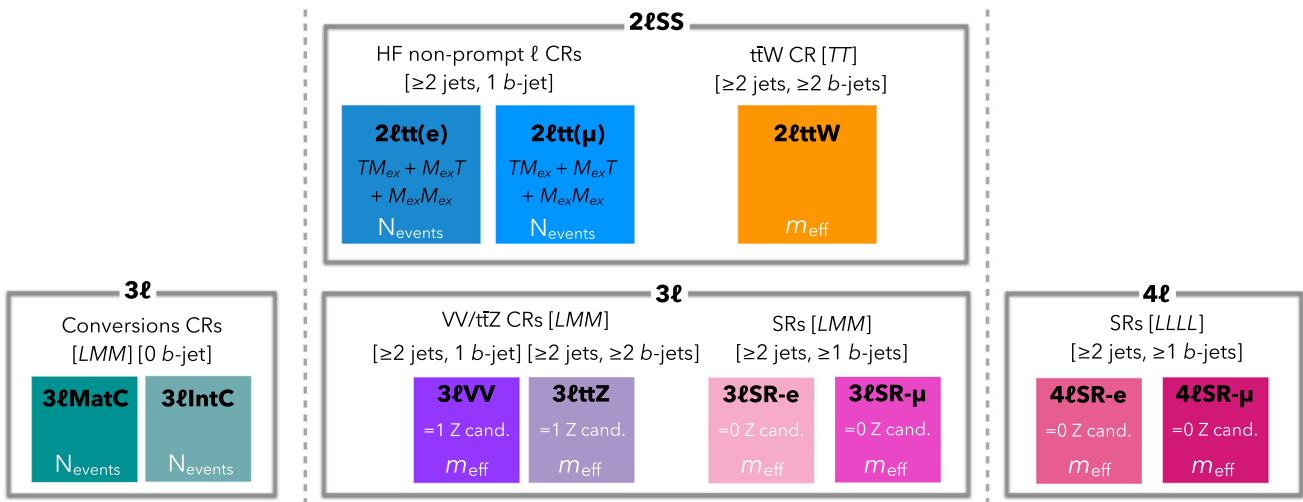 2ℓSS
HF non-prompt ℓ CRs
[≥2 jets, 1 b-jet]
tt̄W CR [TT]
[≥2 jets, ≥2 b-jets]
2ℓtt(e)
TMex + MexT
+ MexMex
Nevents
2ℓtt(μ)
TMex + MexT
+ MexMex
Nevents
2ℓttW
meff
3ℓ
Conversions CRs
[LMM] [0 b-jet]
3ℓMatC
Nevents
3ℓIntC
Nevents
3ℓ
VV/tt̄Z CRs [LMM]
[≥2 jets, 1 b-jet] [≥2 jets, ≥2 b-jets]
3ℓVV
=1 Z cand.
meff
3ℓttZ
=1 Z cand.
meff
SRs [LMM]
[≥2 jets, ≥1 b-jets]
3ℓSR-e
=0 Z cand.
meff
3ℓSR-μ
=0 Z cand.
meff
4ℓ
SRs [LLLL]
[≥2 jets, ≥1 b-jets]
4ℓSR-e
=0 Z cand.
meff
4ℓSR-μ
=0 Z cand.
meff